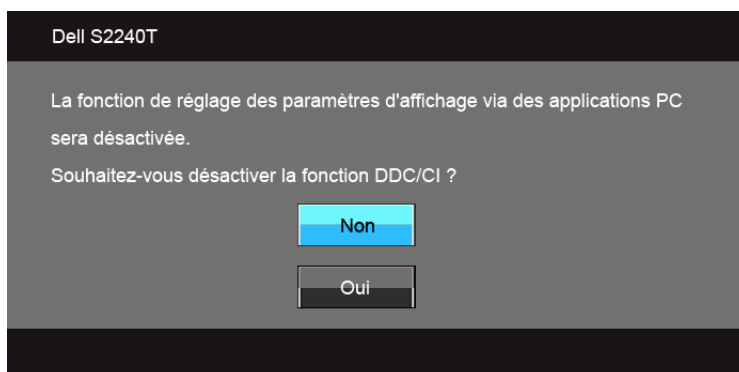 Dell S2240T
La fonction de réglage des paramètres d'affichage via des applications PC
sera désactivée.
Souhaitez-vous désactiver la fonction DDC/CI ?
Non
Oui